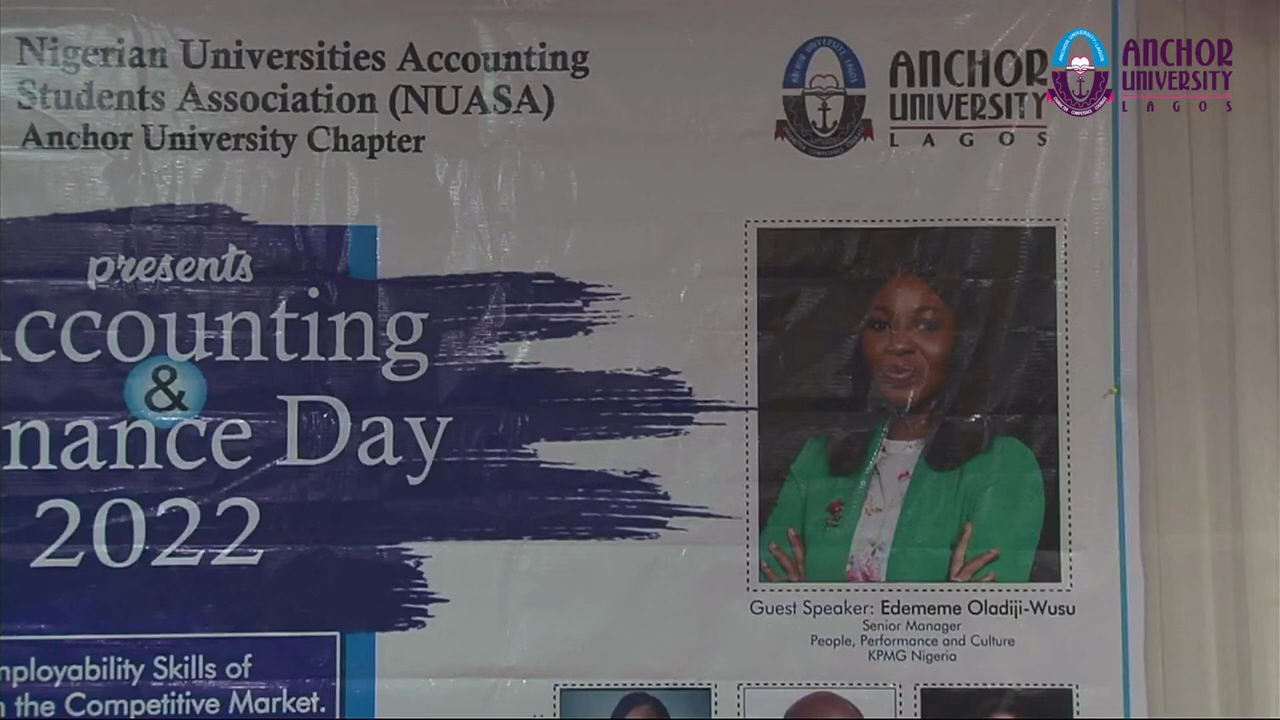 Nigerian Universities Accounting
Students Association (NUASA)
Anchor University Chapter
ANCHOR
UNIVERSITY
LAGOS
ANCHOR
UNIVERSITY
LAGOS
presents
ccounting
&
nance Day
2022
Guest Speaker: Edememe Oladiji-Wusu
Senior Manager
People, Performance and Culture
KPMG Nigeria
mployability Skills of
the Competitive Market.